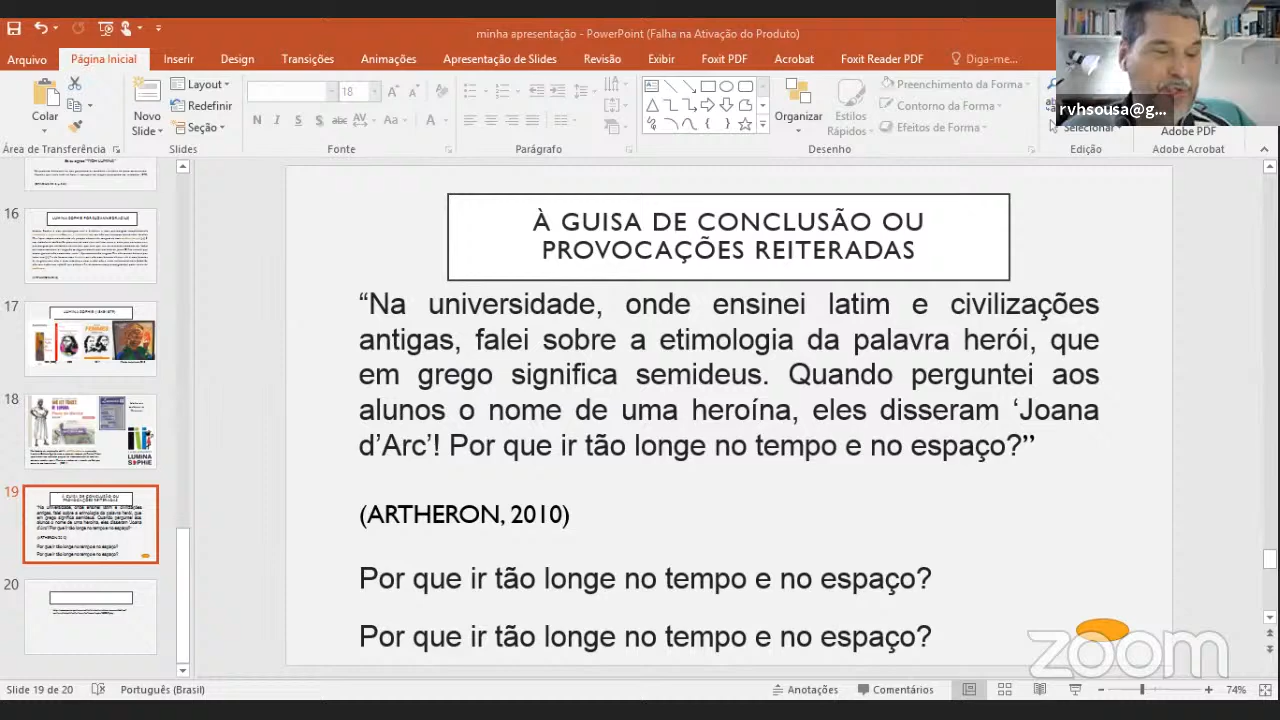 minha apresentação - PowerPoint (Falha na Ativação do Produto)
Arquivo Página Inicial Inserir Design Transições Animações Apresentação de Slides Revisão Exibir Foxit PDF Acrobat Foxit Reader PDF Diga-me...
rvhsousa@g...
Colar
Novo Slide
Layout
Redefinir
Seção
18
Organizar
Estilos Rápidos
Preenchimento da Forma
Contorno da Forma
Efeitos de Forma
Selecionar
Adobe PDF
Área de Transferência Slides Fonte Parágrafo Desenho Edição Adobe Acrobat
16
17
18
LUMINA
SOPHIE
19
20
À GUISA DE CONCLUSÃO OU
PROVOCAÇÕES REITERADAS
“Na universidade, onde ensinei latim e civilizações
antigas, falei sobre a etimologia da palavra herói, que
em grego significa semideus. Quando perguntei aos
alunos o nome de uma heroína, eles disseram ‘Joana
d’Arc’! Por que ir tão longe no tempo e no espaço?”
(ARTHERON, 2010)
Por que ir tão longe no tempo e no espaço?
Por que ir tão longe no tempo e no espaço?
zoom
Slide 19 de 20 Português (Brasil) Anotações Comentários 74%